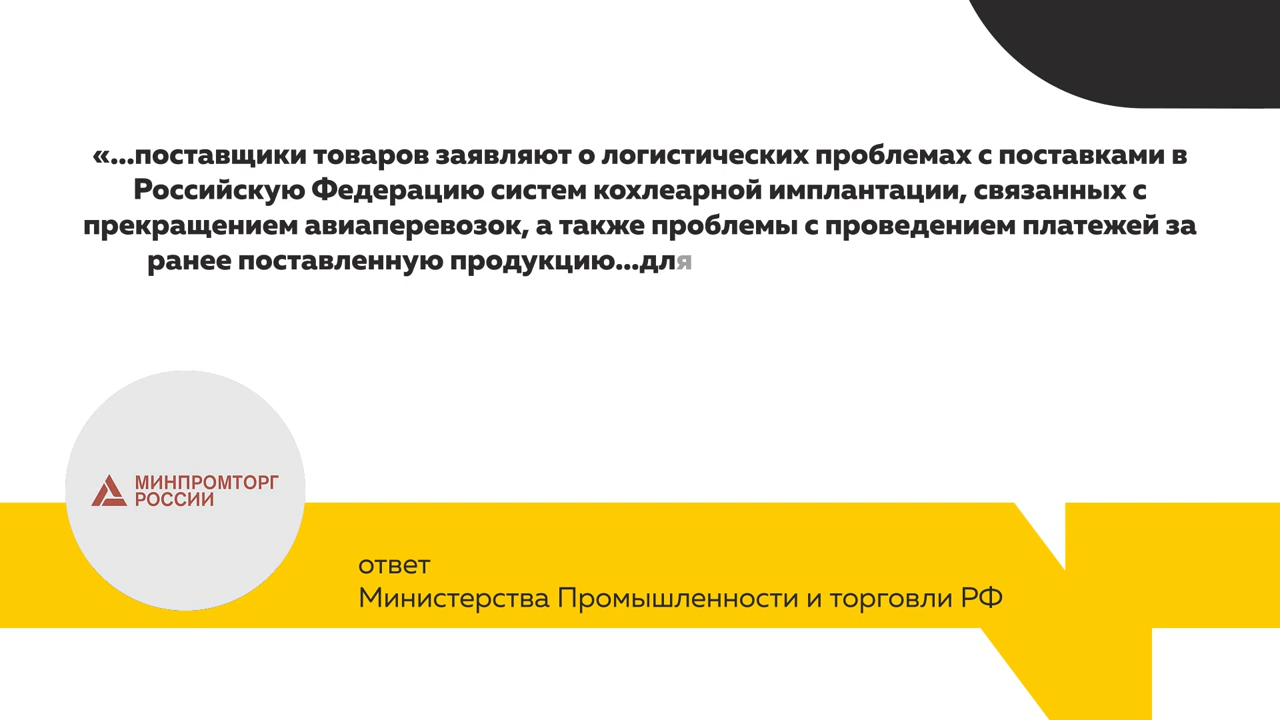 «...поставщики товаров заявляют о логистических проблемах с поставками в
Российскую Федерацию систем кохлеарной имплантации, связанных с
прекращением авиаперевозок, а также проблемы с проведением платежей за
ранее поставленную продукцию...для
МИНПРОМТОРГ
РОССИИ
ответ
Министерства Промышленности и торговли РФ